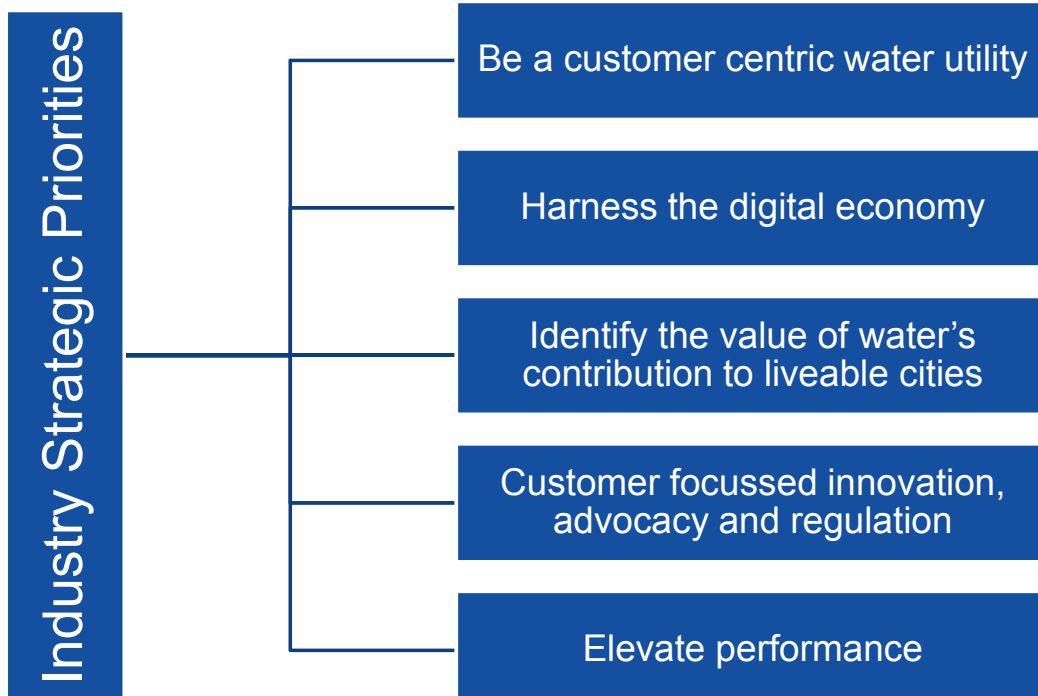 Industry Strategic Priorities
Be a customer centric water utility
Harness the digital economy
Identify the value of water’s
contribution to liveable cities
Customer focussed innovation,
advocacy and regulation
Elevate performance